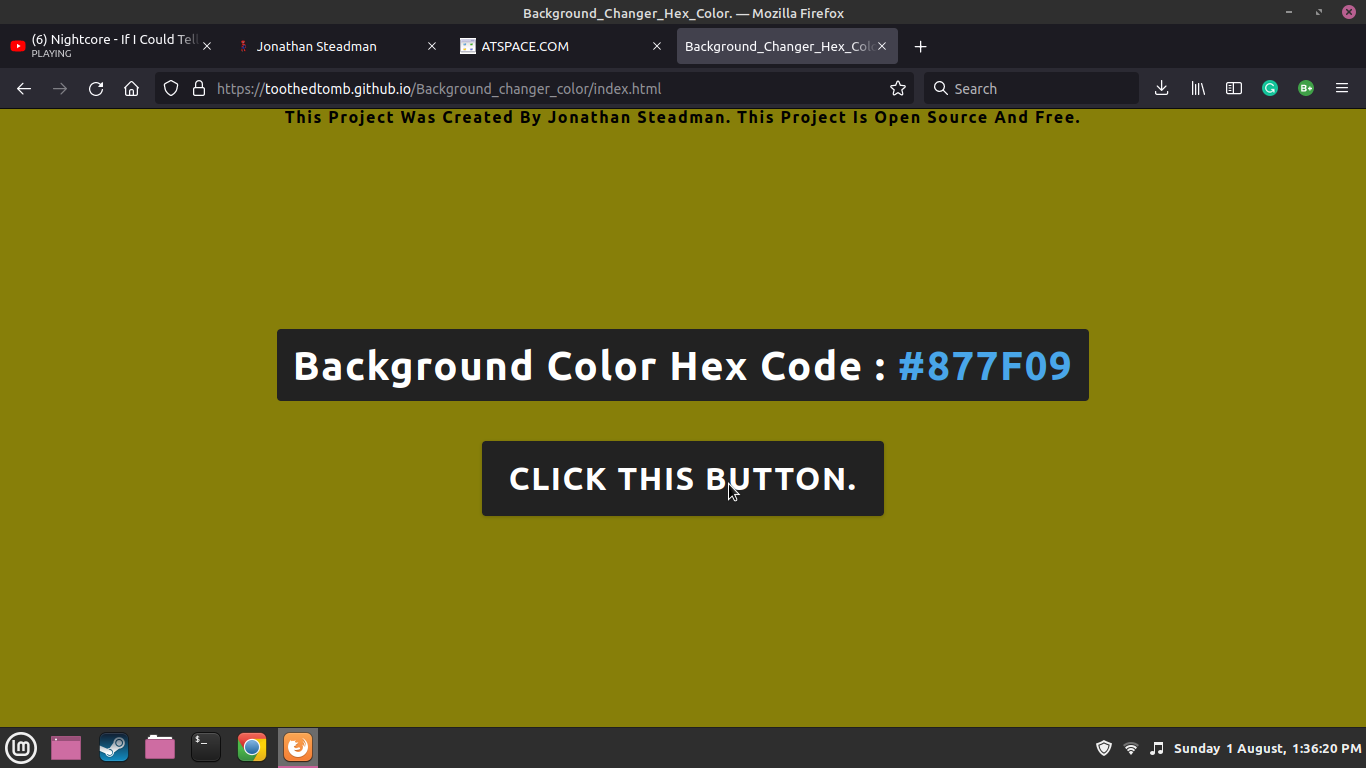 Background_Changer_Hex_Color. — Mozilla Firefox
(6) Nightcore - If I Could Tell
PLAYING
Jonathan Steadman
ATSPACE.COM
Background_Changer_Hex_Col
https://toothedtomb.github.io/Background_changer_color/index.html
Search
G
B+
This Project Was Created By Jonathan Steadman. This Project Is Open Source And Free.
Background Color Hex Code : #877F09
CLICK THIS BUTTON.
$_
Sunday 1 August, 1:36:20 PM